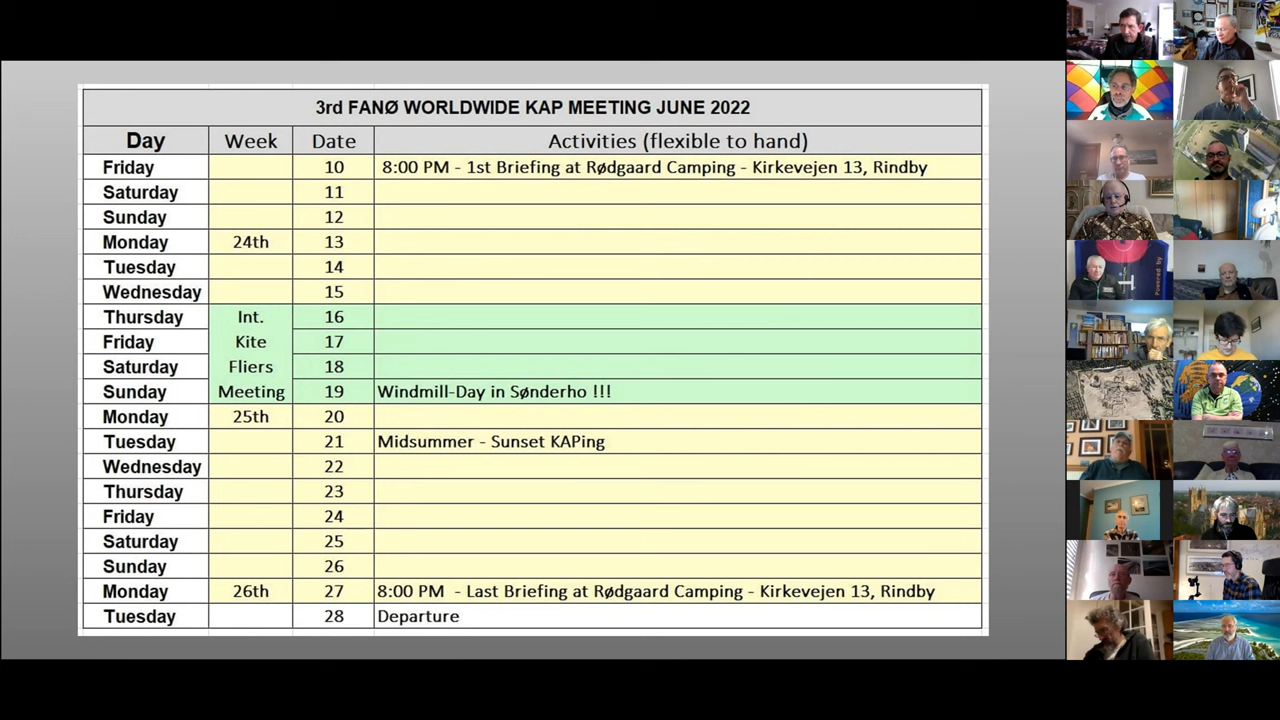 3rd FANØ WORLDWIDE KAP MEETING JUNE 2022
Day Week Date Activities (flexible to hand)
Friday 10 8:00 PM - 1st Briefing at Rødgaard Camping - Kirkevejen 13, Rindby
Saturday 11
Sunday 12
Monday 24th 13
Tuesday 14
Wednesday 15
Thursday Int. 16
Friday Kite 17
Saturday Fliers 18
Sunday Meeting 19 Windmill-Day in Sønderho !!!
Monday 25th 20
Tuesday 21 Midsummer - Sunset KAPing
Wednesday 22
Thursday 23
Friday 24
Saturday 25
Sunday 26
Monday 26th 27 8:00 PM - Last Briefing at Rødgaard Camping - Kirkevejen 13, Rindby
Tuesday 28 Departure
Powered by